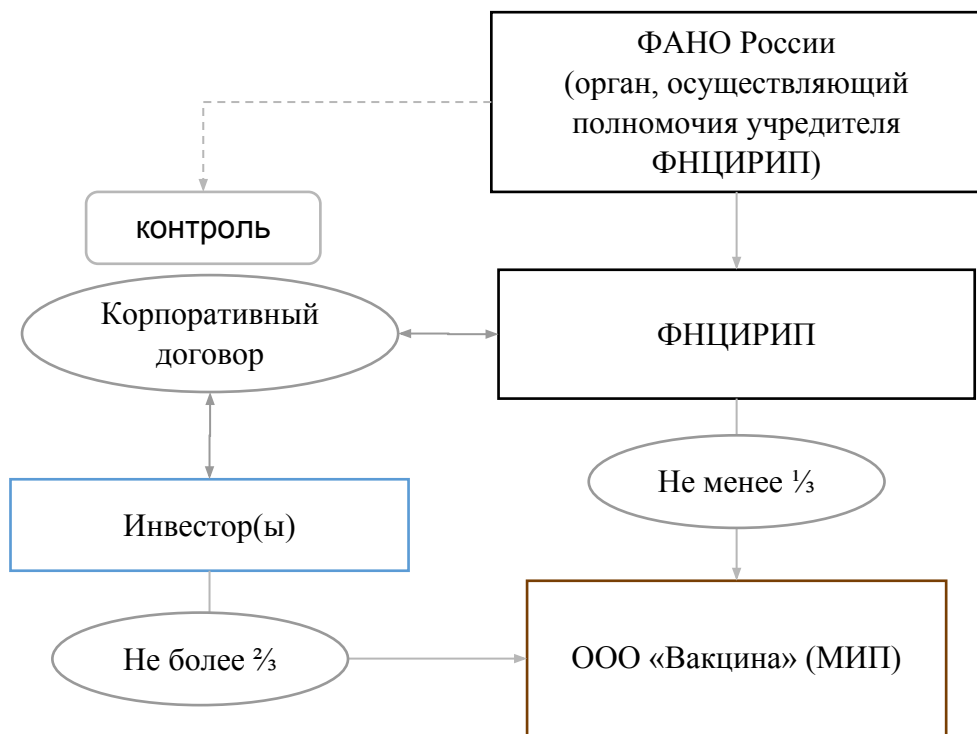 ФАНО России
(орган, осуществляющий
полномочия учредителя
ФНЦИРИП)
контроль
Корпоративный
договор
ФНЦИРИП
Не менее ⅓
Инвестор(ы)
Не более ⅔
ООО «Вакцина» (МИП)